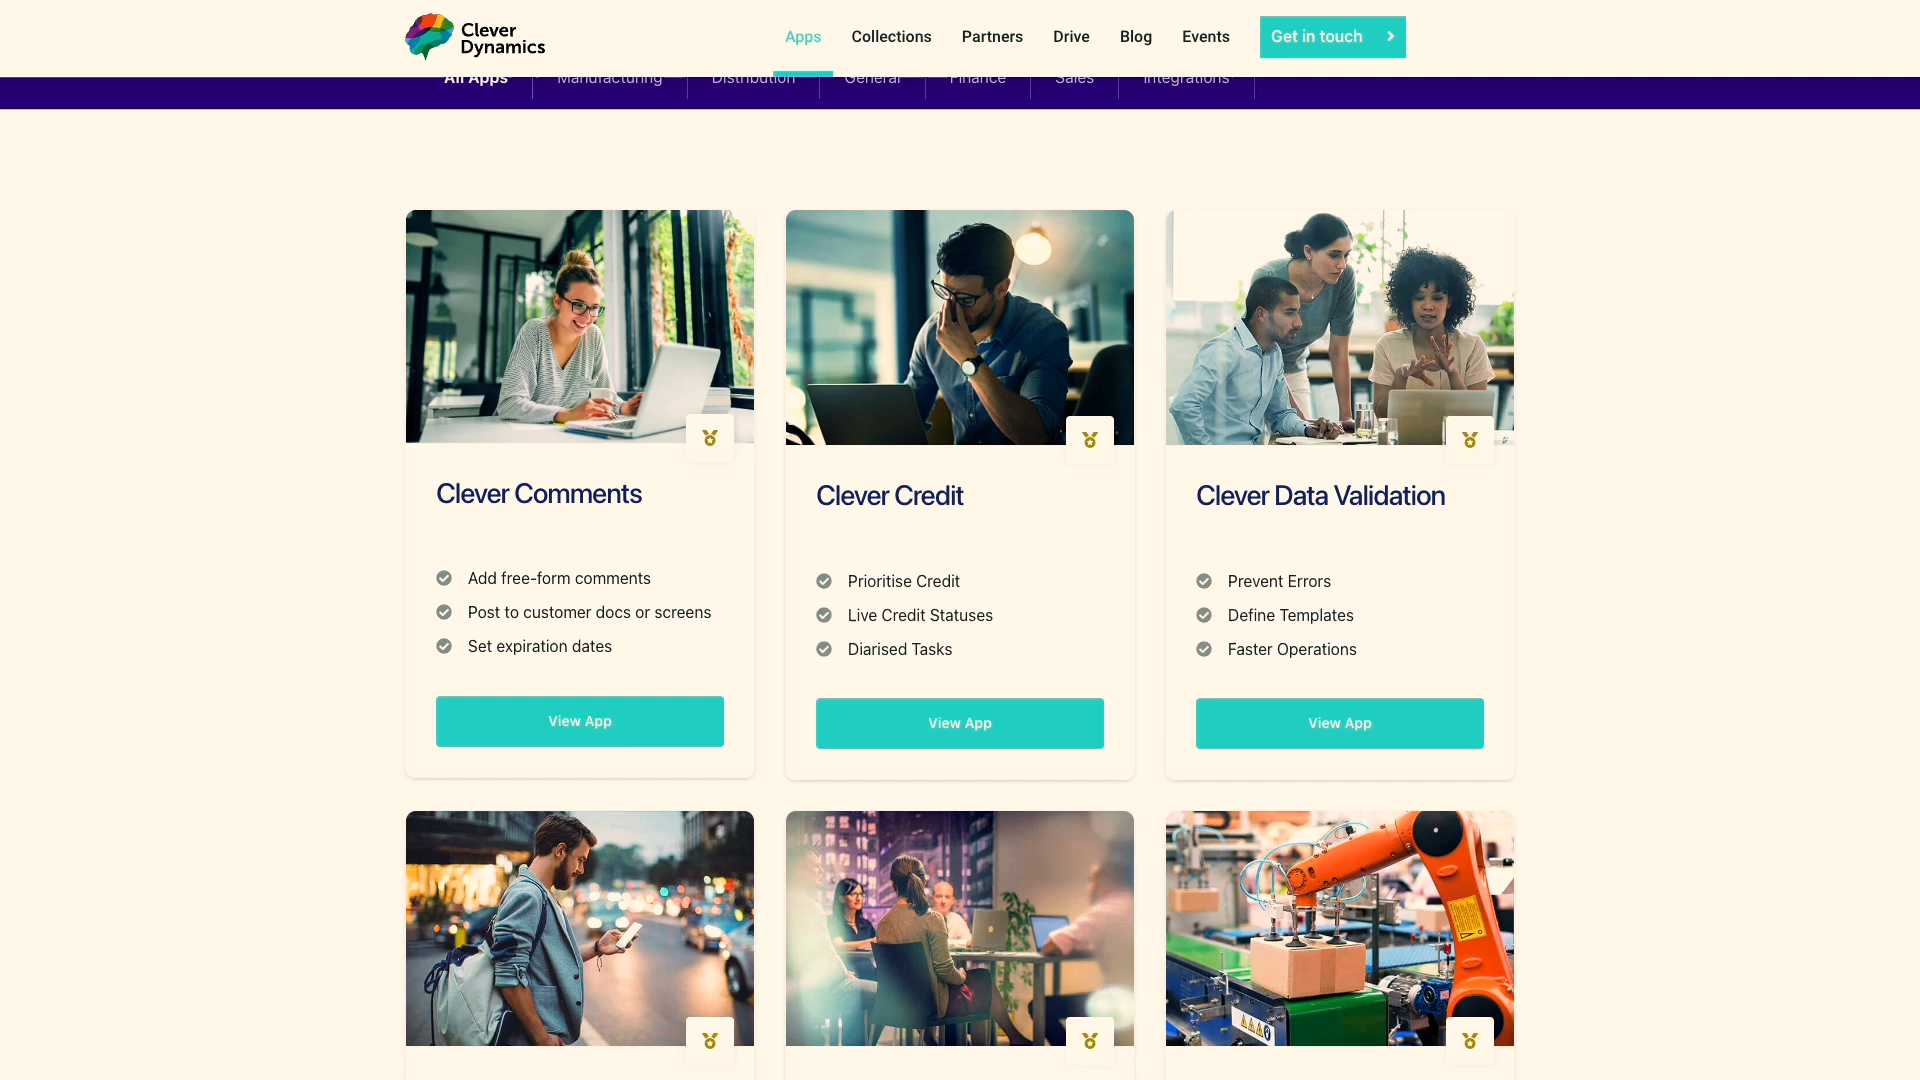 Clever
Dynamics
Apps
Collections
Partners
Drive
Blog
Events
Get in touch
All Apps
Manufacturing
Distribution
General
Finance
Sales
Integrations
Clever Comments
Clever Credit
Clever Data Validation
Add free-form comments
Post to customer docs or screens
Set expiration dates
Prioritise Credit
Live Credit Statuses
Diarised Tasks
Prevent Errors
Define Templates
Faster Operations
View App
View App
View App